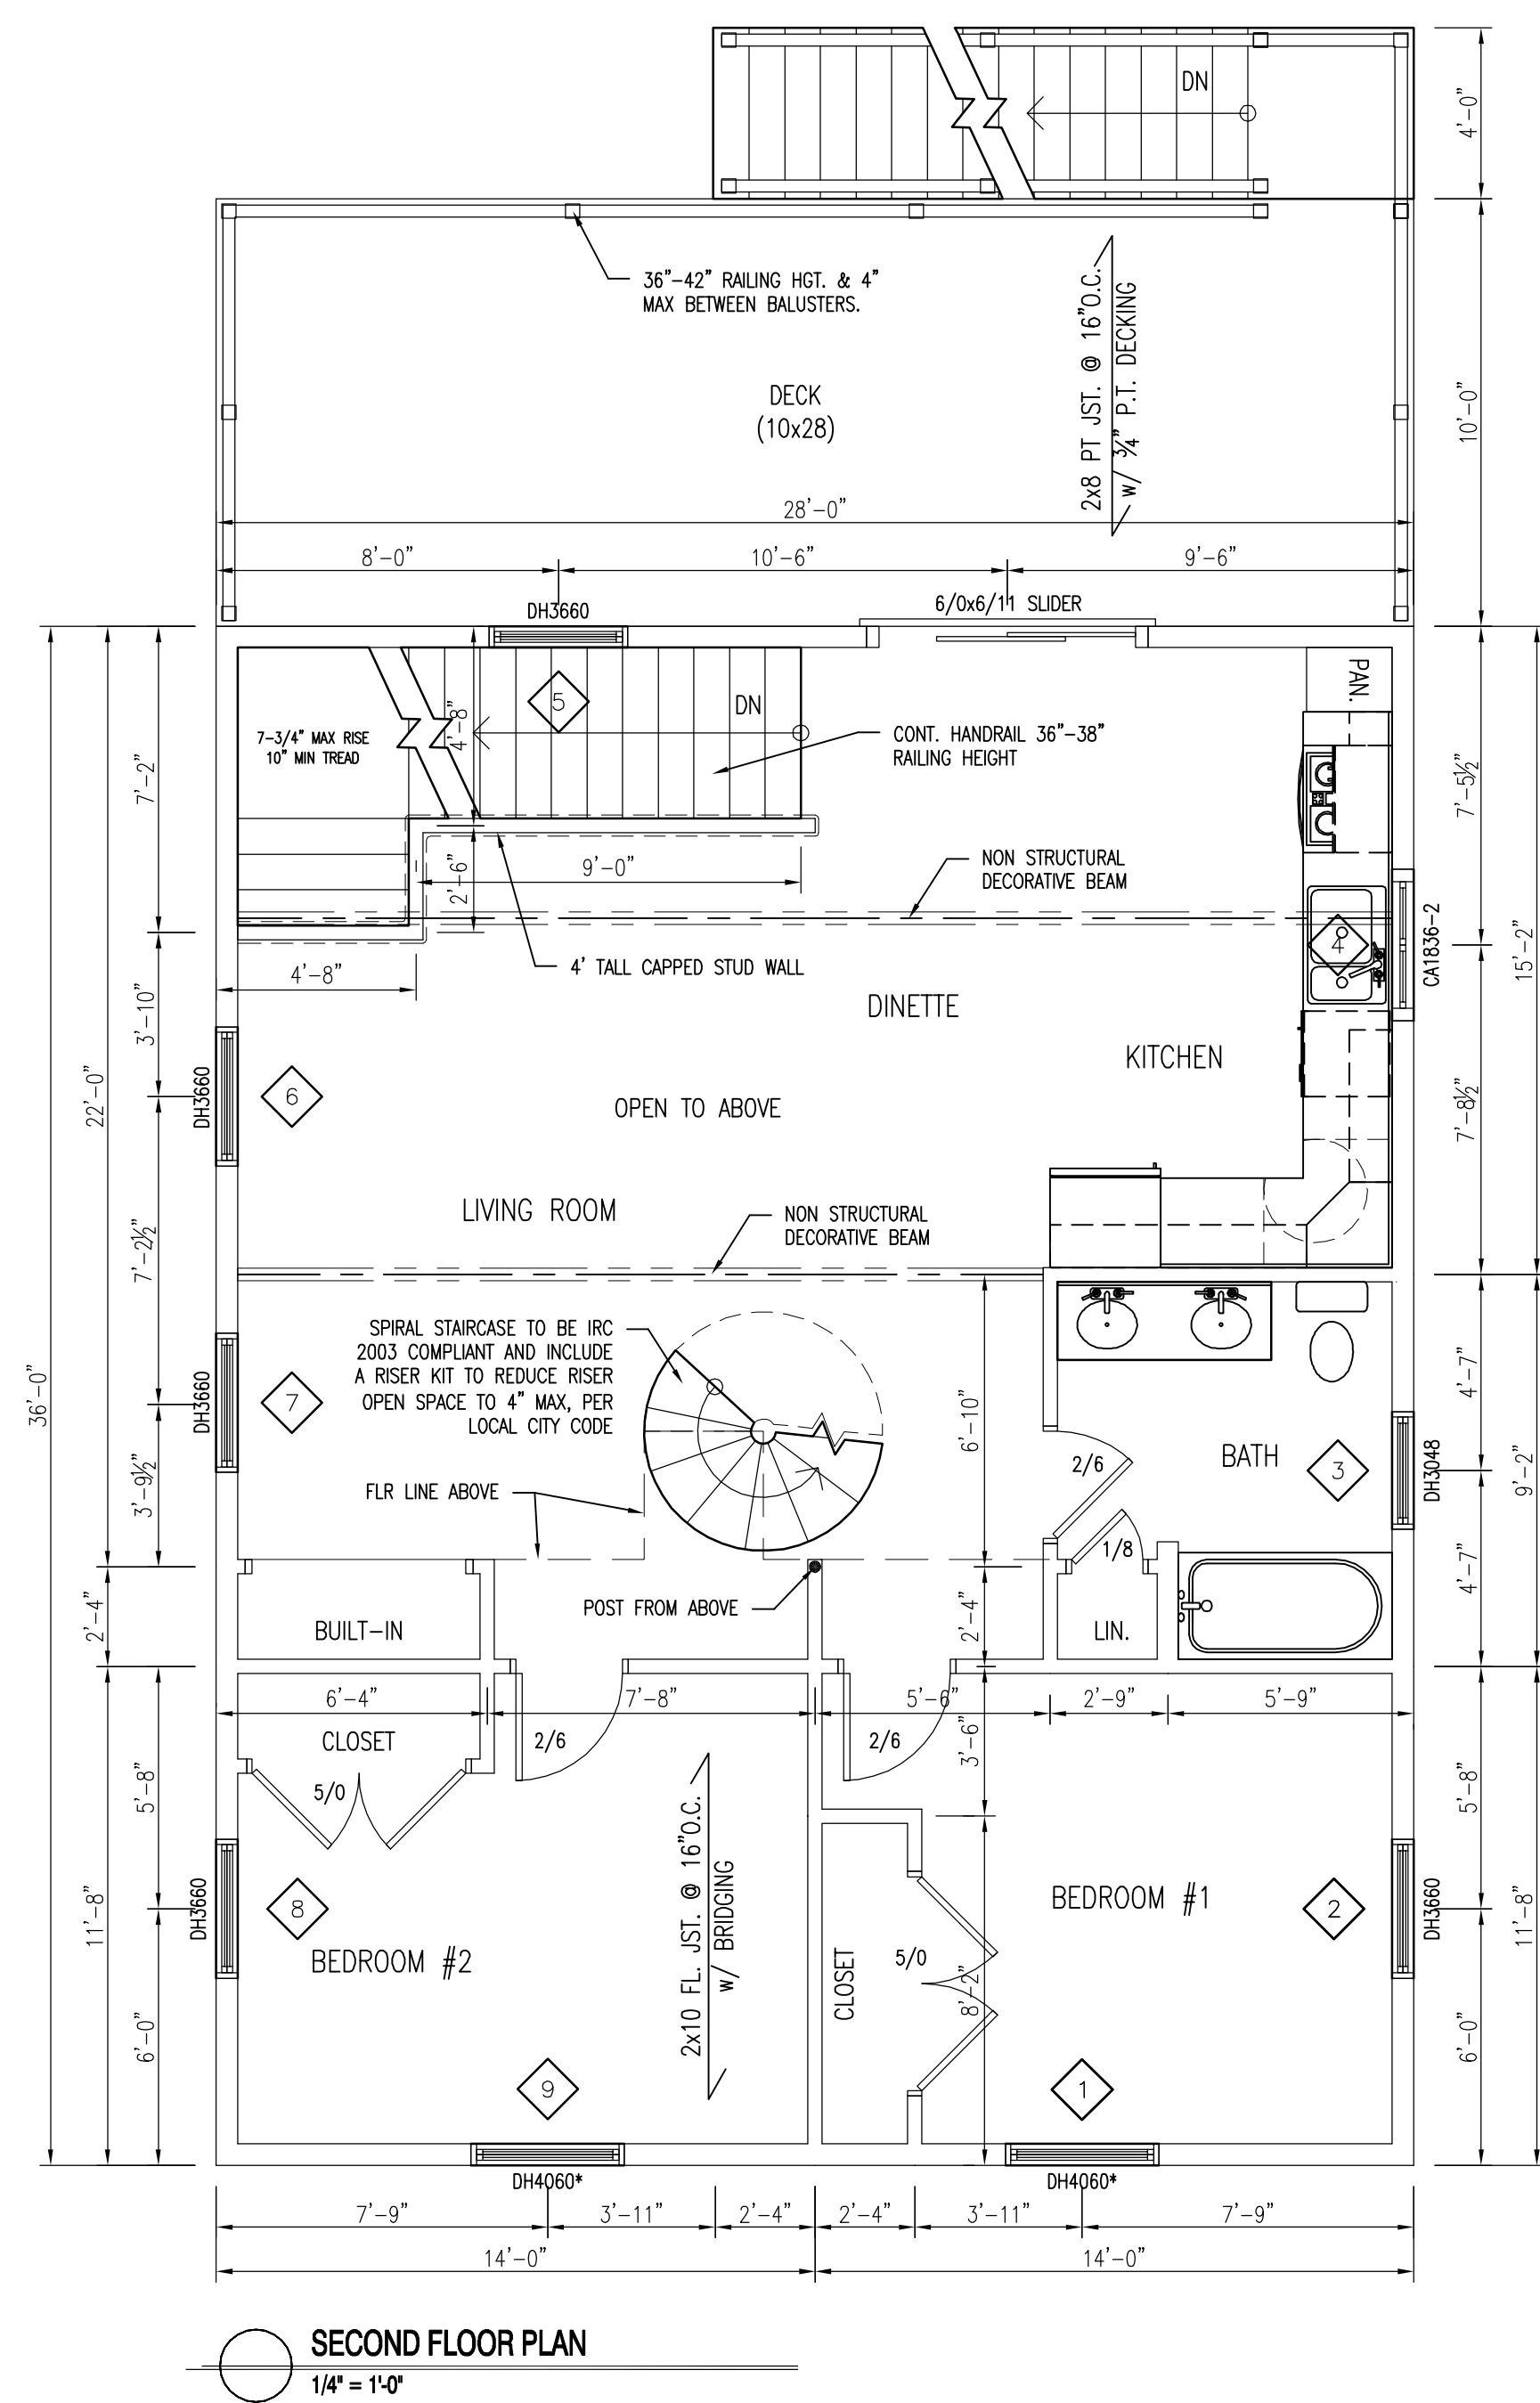 DN
4'-0"
36"-42" RAILING HGT. & 4"
MAX BETWEEN BALUSTERS.
2x8 PT JST. @ 16"O.C.
w/ ¾" P.T. DECKING
DECK
(10x28)
10'-0"
28'-0"
8'-0"
10'-6"
9'-6"
DH3660
6/0x6/11 SLIDER
5
DN
4'-8"
7-3/4" MAX RISE
10" MIN TREAD
CONT. HANDRAIL 36"-38"
RAILING HEIGHT
PAN.
7'-2"
7'-5½"
NON STRUCTURAL
DECORATIVE BEAM
9'-0"
2'-6"
4
CA1836-2
15'-2"
4' TALL CAPPED STUD WALL
4'-8"
3'-10"
DINETTE
KITCHEN
22'-0"
DH3660
6
OPEN TO ABOVE
7'-8½"
LIVING ROOM
NON STRUCTURAL
DECORATIVE BEAM
7'-2½"
SPIRAL STAIRCASE TO BE IRC
2003 COMPLIANT AND INCLUDE
A RISER KIT TO REDUCE RISER
OPEN SPACE TO 4" MAX, PER
LOCAL CITY CODE
36'-0"
DH3660
7
6'-10"
4'-7"
2/6
BATH
3
DH3048
9'-2"
3'-9½"
FLR LINE ABOVE
1/8
4'-7"
2'-4"
BUILT-IN
POST FROM ABOVE
2'-4"
LIN.
6'-4"
7'-8"
5'-6"
2'-9"
5'-9"
CLOSET
2/6
2/6
3'-6"
5'-8"
5/0
5'-8"
11'-8"
DH3660
8
BEDROOM #2
2x10 FL. JST. @ 16"O.C.
w/ BRIDGING
CLOSET
5/0
8'-2"
BEDROOM #1
2
DH3660
11'-8"
6'-0"
6'-0"
9
1
DH4060*
DH4060*
7'-9"
3'-11"
2'-4"
2'-4"
3'-11"
7'-9"
14'-0"
14'-0"
SECOND FLOOR PLAN
1/4" = 1'-0"